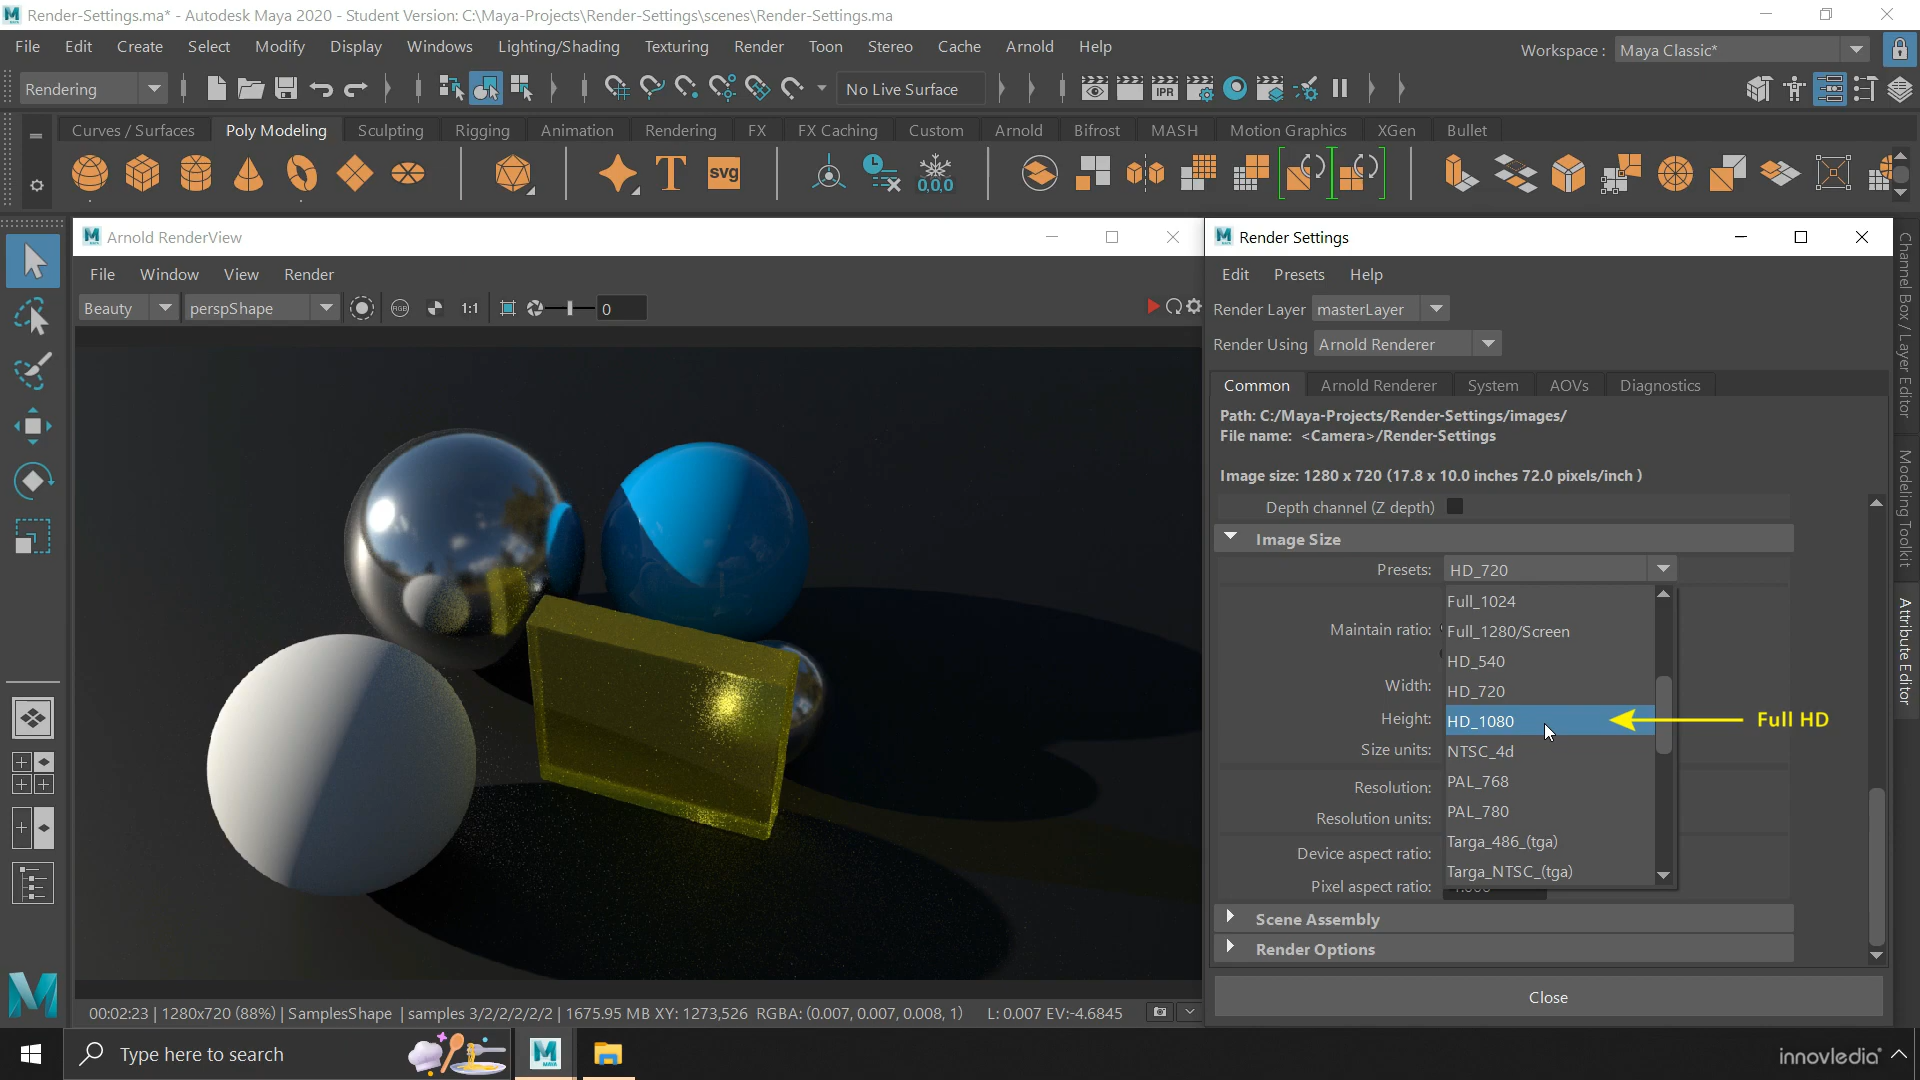 Render-Settings.ma* - Autodesk Maya 2020 - Student Version: C:\Maya-Projects\Render-Settings\scenes\Render-Settings.ma
File Edit Create Select Modify Display Windows Lighting/Shading Texturing Render Toon Stereo Cache Arnold Help
Workspace : Maya Classic*
Rendering
No Live Surface
IPR
Curves / Surfaces Poly Modeling Sculpting Rigging Animation Rendering FX FX Caching Custom Arnold Bifrost MASH Motion Graphics XGen Bullet
T svg 0,0,0
Arnold RenderView
File Window View Render
Beauty perspShape RGB 1:1 0
Render Settings
Edit Presets Help
Render Layer masterLayer
Render Using Arnold Renderer
Common Arnold Renderer System AOVs Diagnostics
Path: C:/Maya-Projects/Render-Settings/images/
File name: <Camera>/Render-Settings
Image size: 1280 x 720 (17.8 x 10.0 inches 72.0 pixels/inch )
Depth channel (Z depth)
Image Size
Presets: HD_720
Full_1024
Maintain ratio: Full_1280/Screen
HD_540
Width: HD_720
Height: HD_1080 Full HD
Size units: NTSC_4d
Resolution: PAL_768
Resolution units: PAL_780
Device aspect ratio: Targa_486_(tga)
Pixel aspect ratio: Targa_NTSC_(tga)
Scene Assembly
Render Options
Close
Channel Box / Layer Editor
Modeling Toolkit
Attribute Editor
00:02:23 | 1280x720 (88%) | SamplesShape | samples 3/2/2/2/2/2 | 1675.95 MB XY: 1273,526 RGBA: (0.007, 0.007, 0.008, 1) L: 0.007 EV:-4.6845
M
MAYA
Type here to search
innovledia